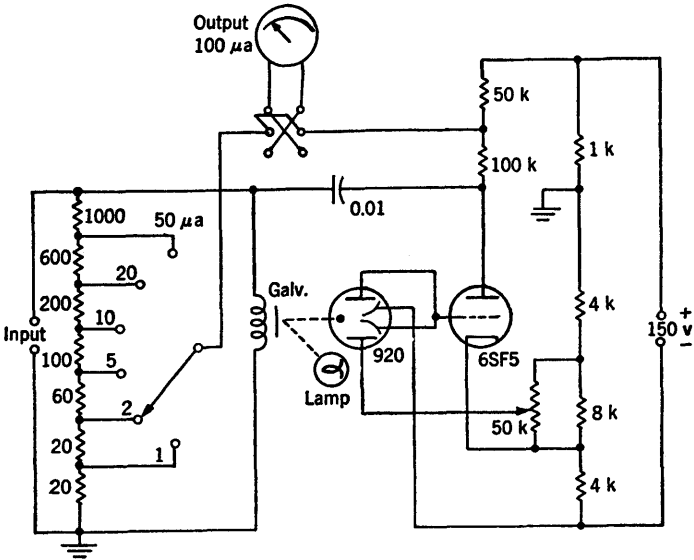 Output
100 μa
50 k
100 k
1 k
0.01
1000
50 μa
600
20
200
10
Input
100
5
60
2
20
1
20
Galv.
Lamp
920
6SF5
4 k
+
150 v
−
50 k
8 k
4 k